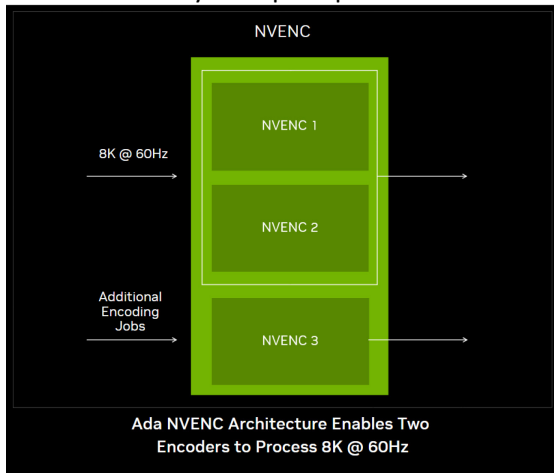 NVENC
NVENC 1
8K @ 60Hz
NVENC 2
Additional
Encoding
Jobs
NVENC 3
Ada NVENC Architecture Enables Two
Encoders to Process 8K @ 60Hz